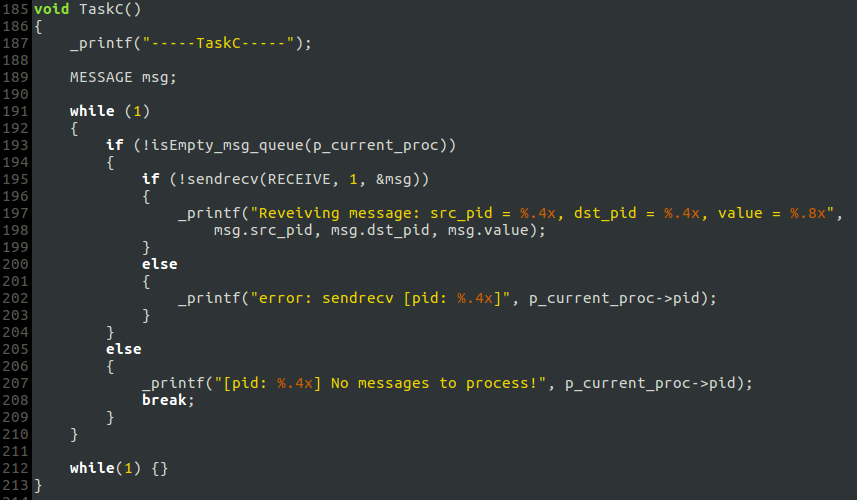 185 void TaskC()
186 {
187     _printf("-----TaskC-----");
188
189     MESSAGE msg;
190
191     while (1)
192     {
193         if (!isEmpty_msg_queue(p_current_proc))
194         {
195             if (!sendrecv(RECEIVE, 1, &msg))
196             {
197                 _printf("Reveiving message: src_pid = %.4x, dst_pid = %.4x, value = %.8x",
198                     msg.src_pid, msg.dst_pid, msg.value);
199             }
200             else
201             {
202                 _printf("error: sendrecv [pid: %.4x]", p_current_proc->pid);
203             }
204         }
205         else
206         {
207             _printf("[pid: %.4x] No messages to process!", p_current_proc->pid);
208             break;
209         }
210     }
211
212     while(1) {}
213 }